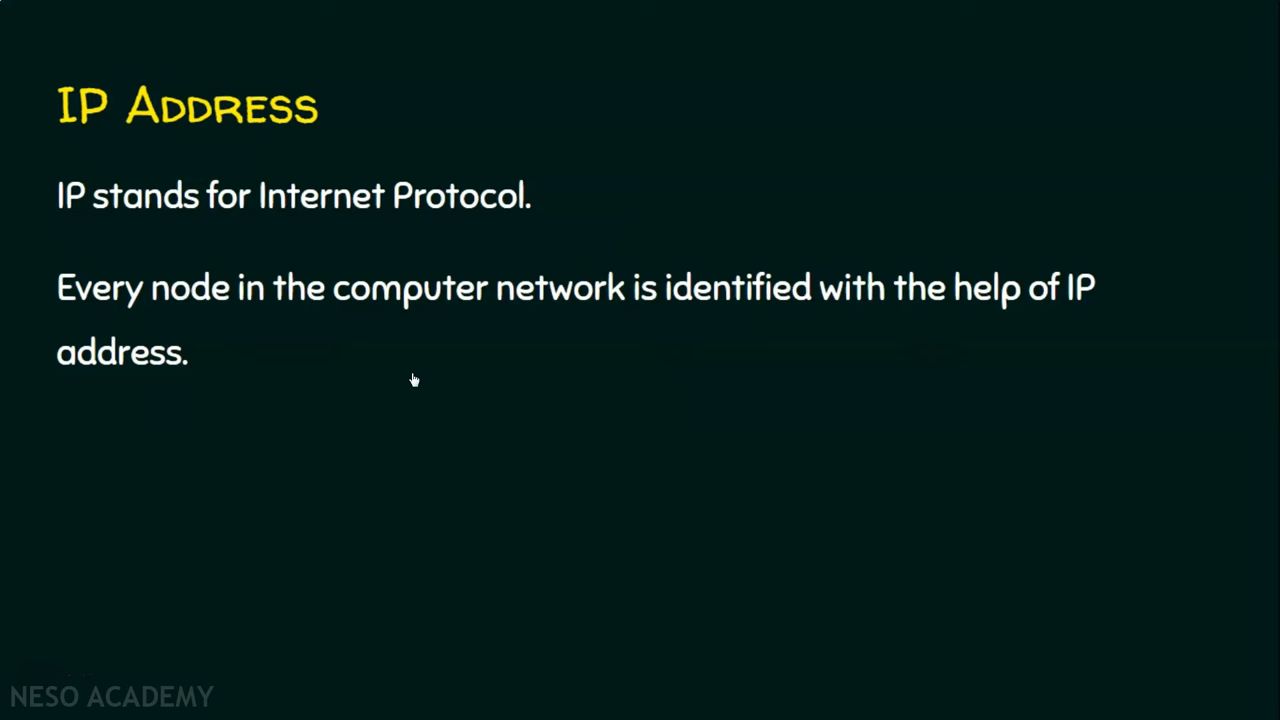 IP ADDRESS
IP stands for Internet Protocol.
Every node in the computer network is identified with the help of IP
address.
NESO ACADEMY